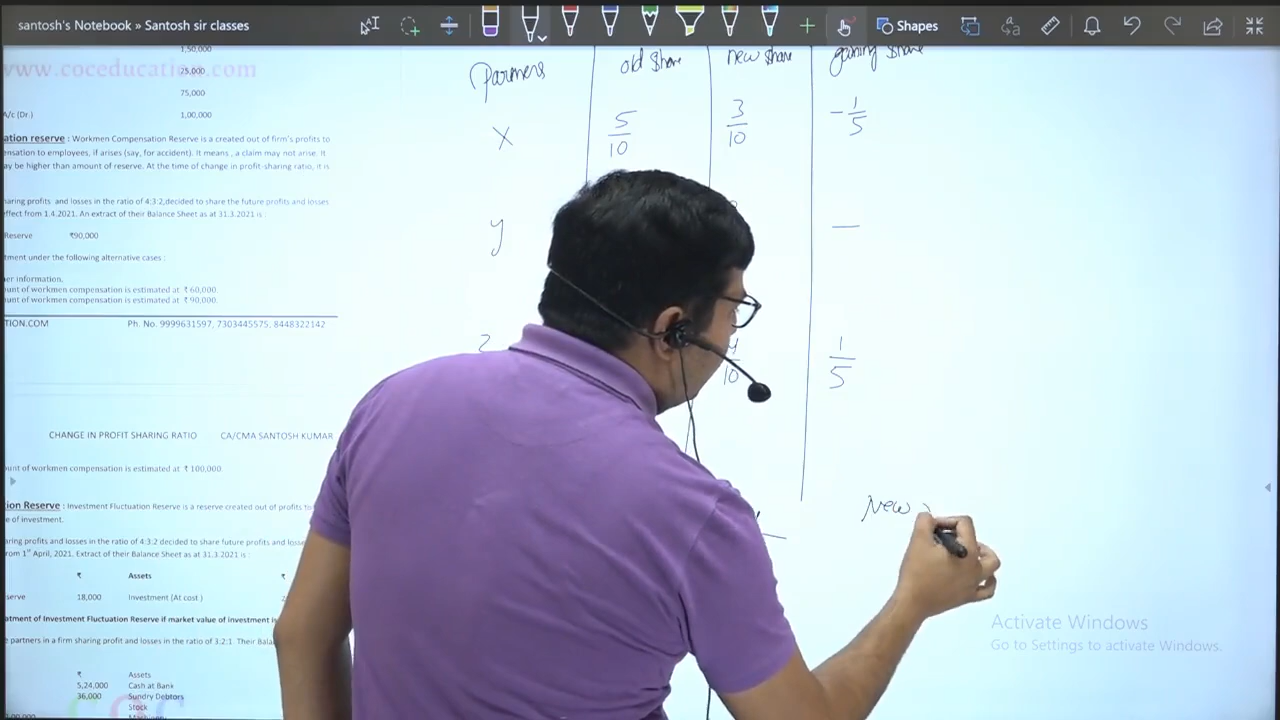 santosh's Notebook » Santosh sir classes
Shapes
1,50,000
www.coceducation.com
25,000
75,000
A/c (Dr.) 1,00,000
ation reserve : Workmen Compensation Reserve is a created out of firm's profits to
ensation to employees, if arises (say, for accident). It means , a claim may not arise. It
ay be higher than amount of reserve. At the time of change in profit-sharing ratio, it is
haring profits and losses in the ratio of 4:3:2,decided to share the future profits and losses
effect from 1.4.2021. An extract of their Balance Sheet as at 31.3.2021 is :
Reserve ₹90,000
tment under the following alternative cases :
er information.
ount of workmen compensation is estimated at ₹ 60,000.
ount of workmen compensation is estimated at ₹ 90,000.
TION.COM Ph. No. 9999631597, 7303445575, 8448322142
CHANGE IN PROFIT SHARING RATIO CA/CMA SANTOSH KUMAR
ount of workmen compensation is estimated at ₹ 100,000.
ion Reserve : Investment Fluctuation Reserve is a reserve created out of profits to
e of investment.
aring profits and losses in the ratio of 4:3:2 decided to share future profits and losse
rom 1st April, 2021. Extract of their Balance Sheet as at 31.3.2021 is :
₹ Assets ₹
serve 18,000 Investment (At cost )
atment of Investment Fluctuation Reserve if market value of investment is
e partners in a firm sharing profit and losses in the ratio of 3:2:1. Their Bala
₹ Assets
5,24,000 Cash at Bank
36,000 Sundry Debtors
Stock
Partners old share new share gaining share
X 5/10 3/10 -1/5
y —
Z 4/10 1/5
New
Activate Windows
Go to Settings to activate Windows.